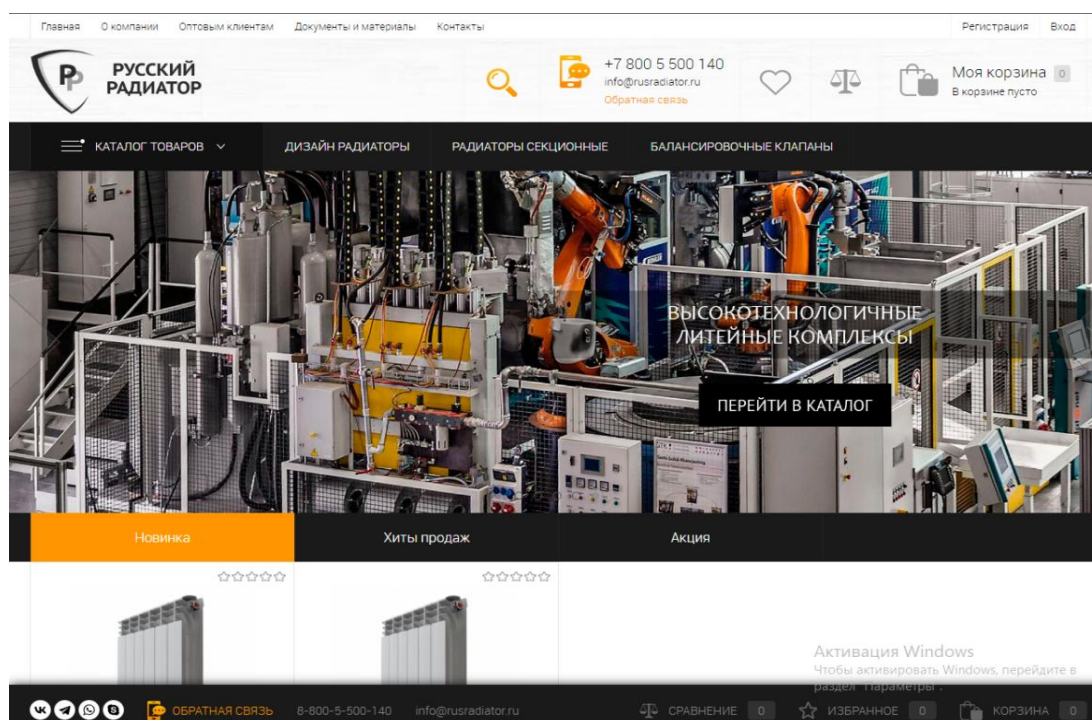 Главная О компании Оптовым клиентам Документы и материалы Контакты Регистрация Вход
РУССКИЙ
РАДИАТОР
+7 800 5 500 140
info@rusradiator.ru
Обратная связь
Моя корзина 0
В корзине пусто
КАТАЛОГ ТОВАРОВ ДИЗАЙН РАДИАТОРЫ РАДИАТОРЫ СЕКЦИОННЫЕ БАЛАНСИРОВОЧНЫЕ КЛАПАНЫ
ВЫСОКОТЕХНОЛОГИЧНЫЕ
ЛИТЕЙНЫЕ КОМПЛЕКСЫ
ПЕРЕЙТИ В КАТАЛОГ
Новинка Хиты продаж Акция
Активация Windows
Чтобы активировать Windows, перейдите в
раздел "Параметры".
ОБРАТНАЯ СВЯЗЬ 8-800-5-500-140 info@rusradiator.ru СРАВНЕНИЕ 0 ИЗБРАННОЕ 0 КОРЗИНА 0